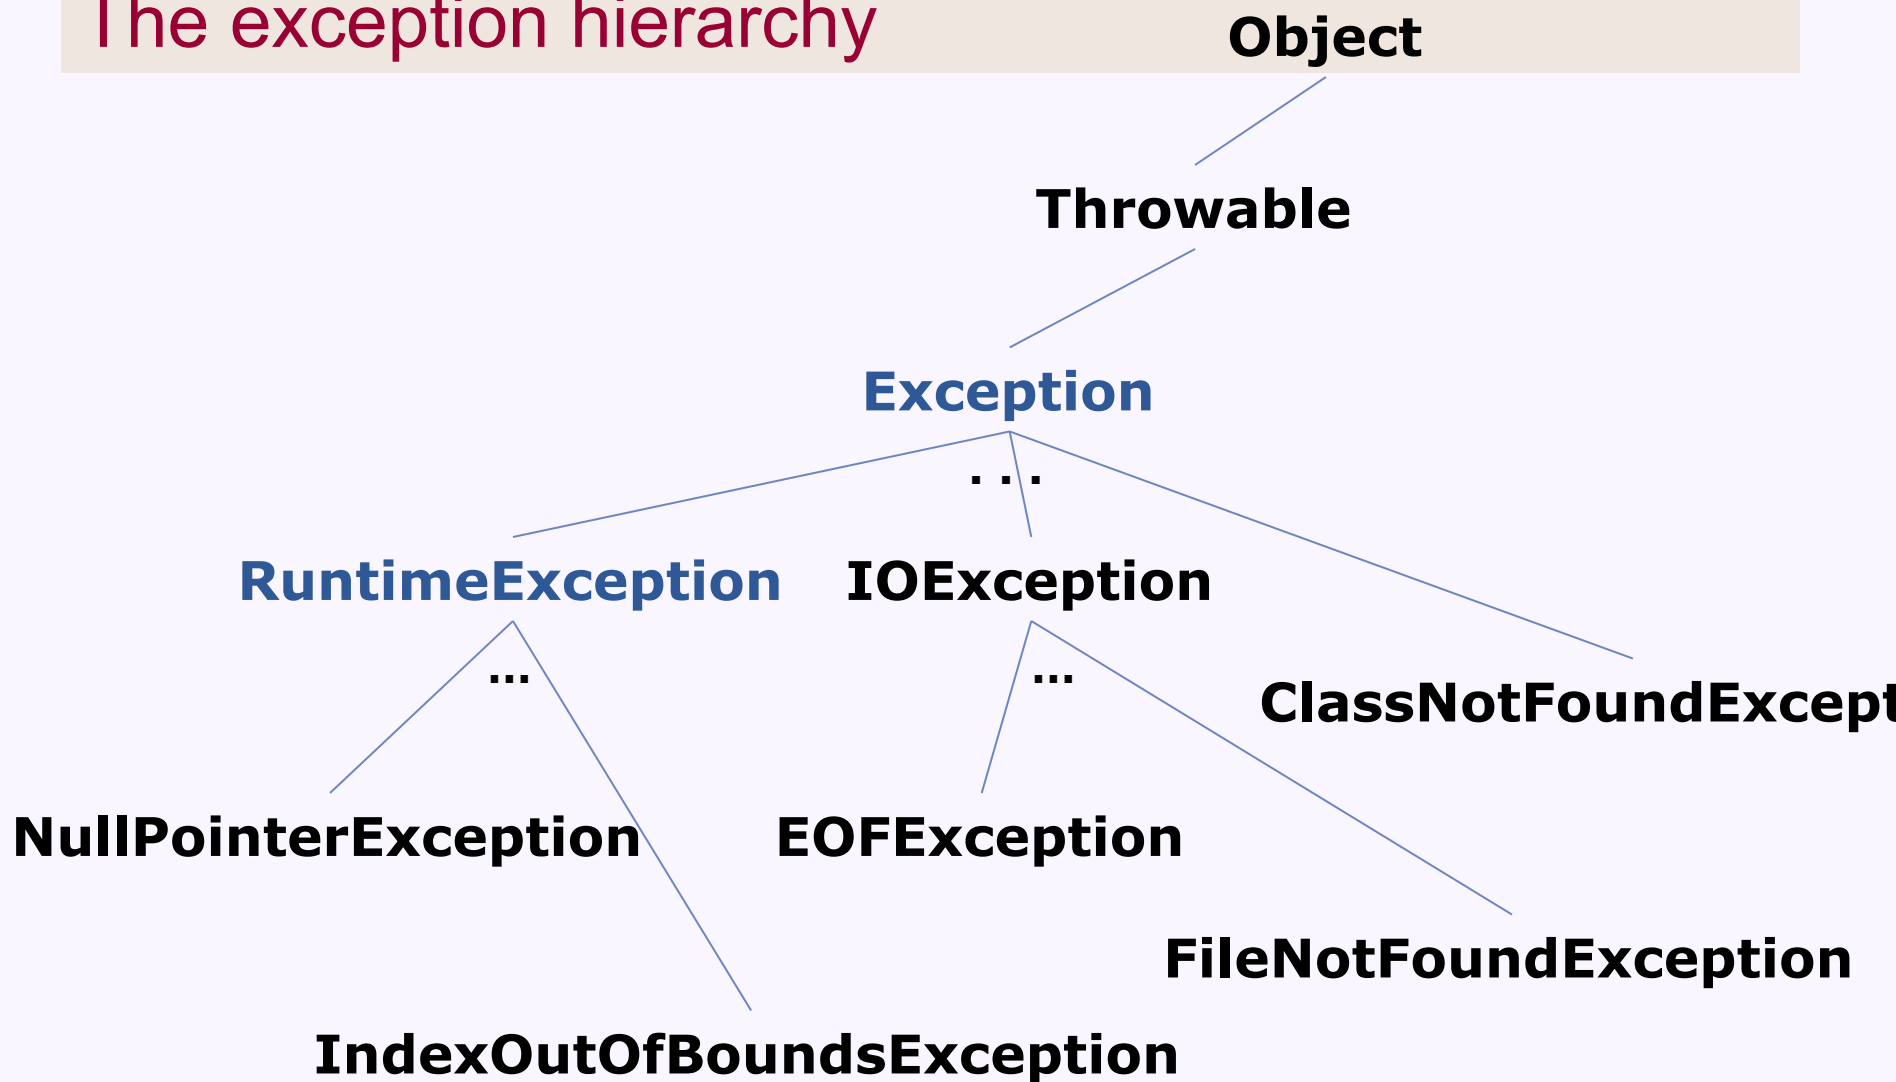 The exception hierarchy
Object
Throwable
Exception
. . .
RuntimeException
IOException
...
...
ClassNotFoundExcept
NullPointerException
EOFException
FileNotFoundException
IndexOutOfBoundsException